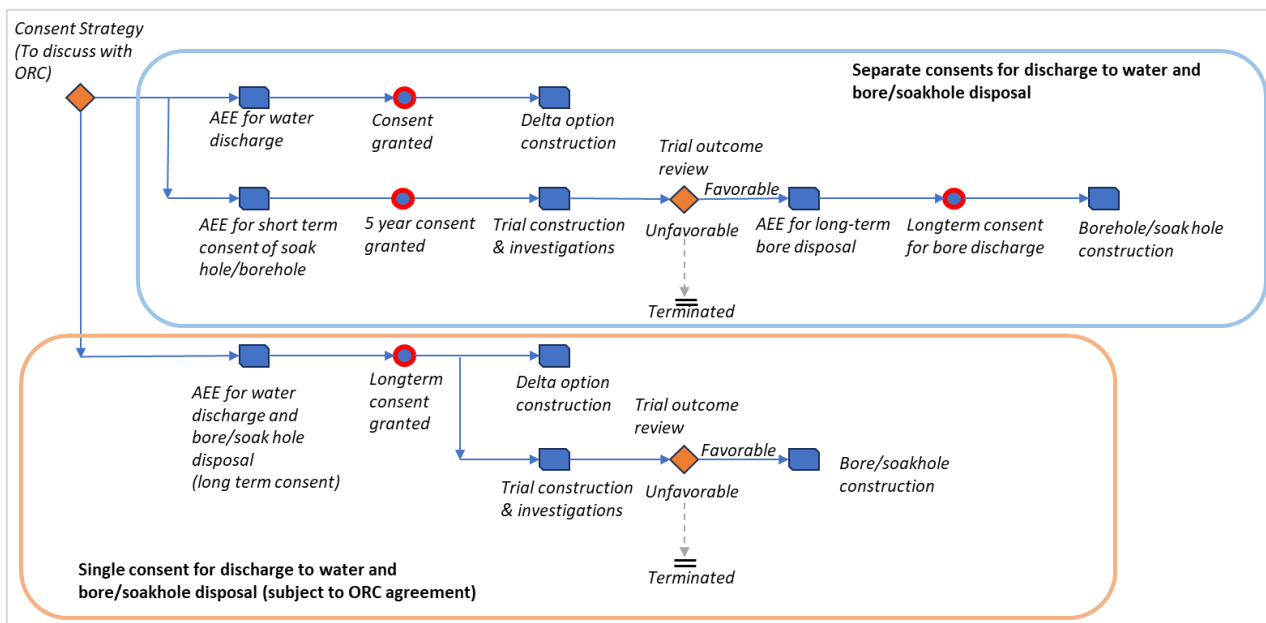 Consent Strategy
(To discuss with
ORC)
Separate consents for discharge to water and
bore/soakhole disposal
AEE for water
discharge
Consent
granted
Delta option
construction
Trial outcome
review
Favorable
AEE for short term
consent of soak
hole/borehole
5 year consent
granted
Trial construction
& investigations
Unfavorable
AEE for long-term
bore disposal
Longterm consent
for bore discharge
Borehole/soak hole
construction
Terminated
AEE for water
discharge and
bore/soak hole
disposal
(long term consent)
Longterm
consent
granted
Delta option
construction
Trial outcome
review
Favorable
Trial construction
& investigations
Unfavorable
Bore/soakhole
construction
Terminated
Single consent for discharge to water and
bore/soakhole disposal (subject to ORC agreement)